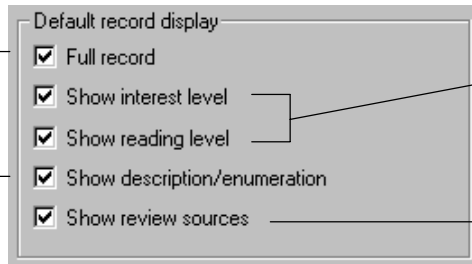 Default record display
Full record
Show interest level
Show reading level
Show description/enumeration
Show review sources